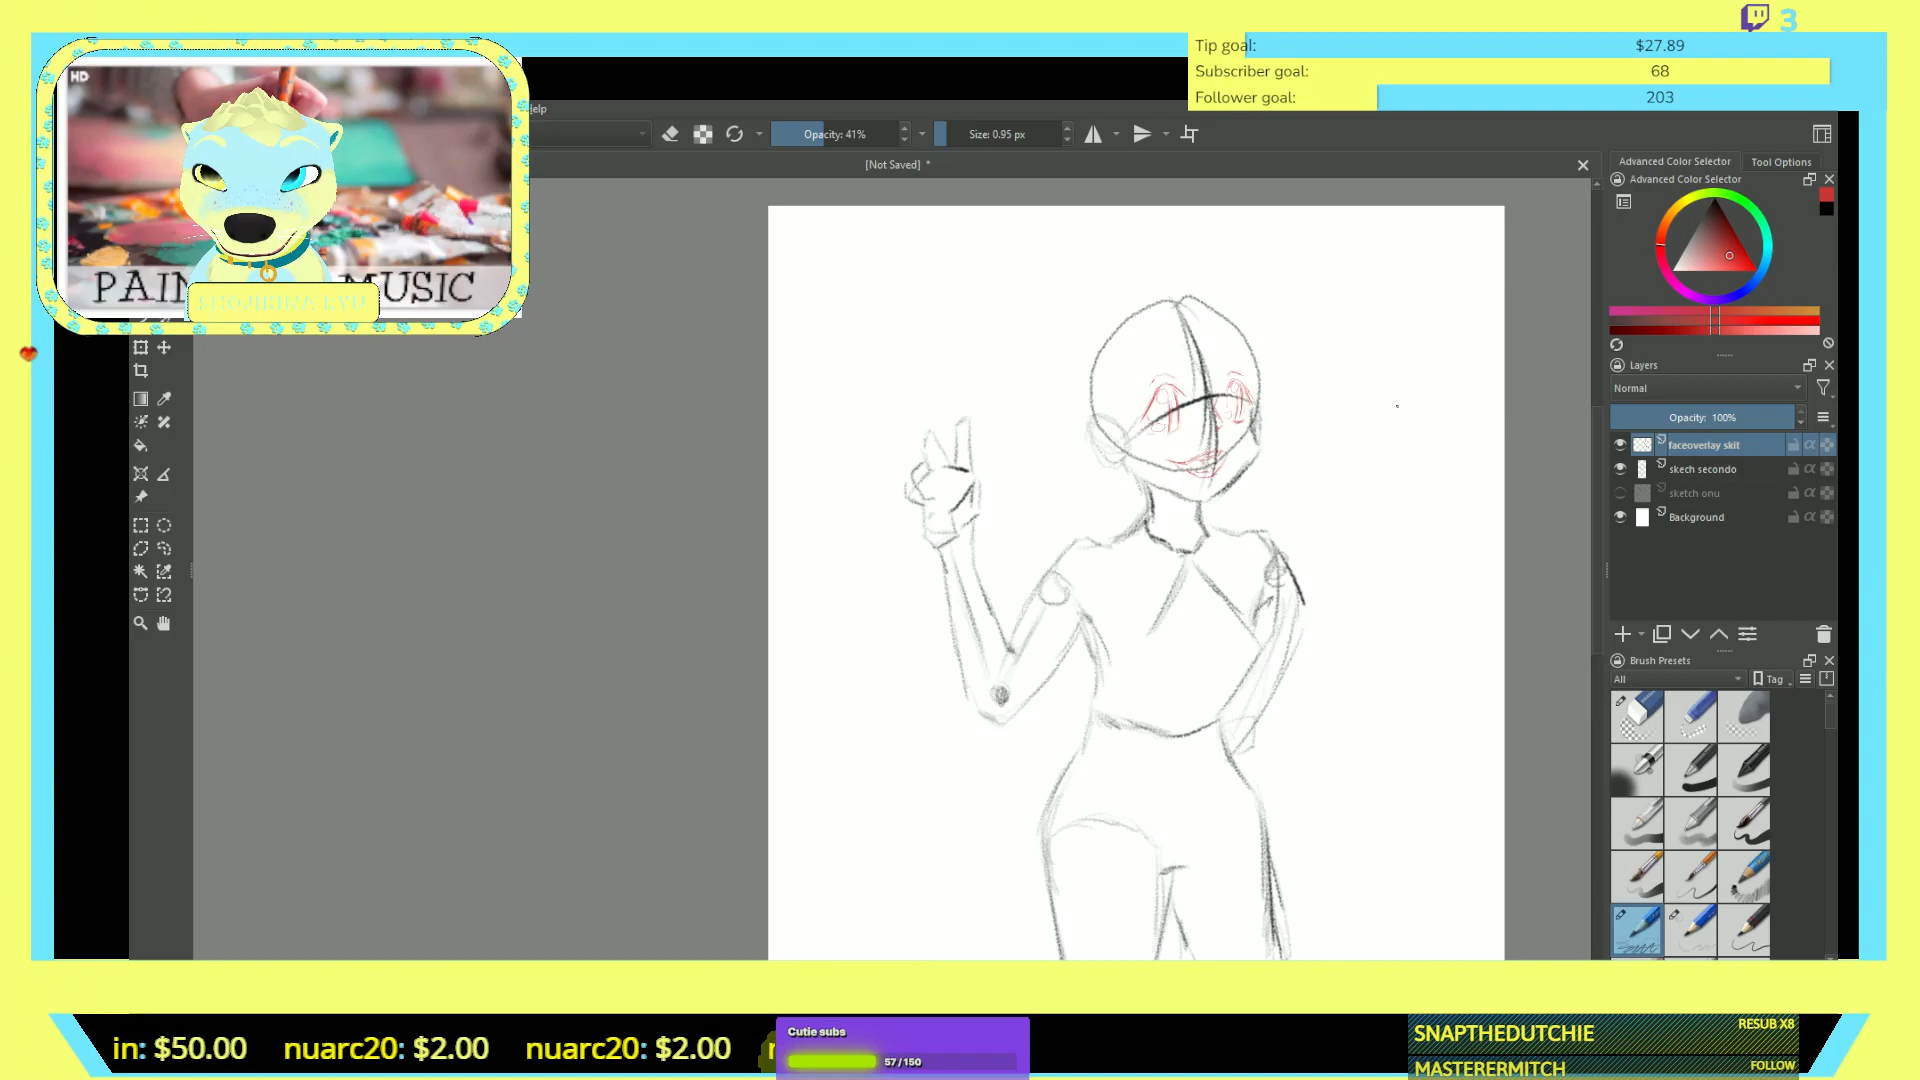 3
Tip goal: $27.89
Subscriber goal: 68
Follower goal: 203
HD
elp
Opacity: 41%
Size: 0.95 px
[Not Saved] *
Advanced Color Selector
Tool Options
Advanced Color Selector
PAIN
MUSIC
Layers
Normal
Opacity: 100%
faceoverlay skit
skech secondo
sketch onu
Background
Brush Presets
All
Tag
in: $50.00 nuarc20: $2.00 nuarc20: $2.00
Cutie subs
57/150
SNAPTHEDUTCHIE RESUB X8
MASTERERMITCH FOLLOW